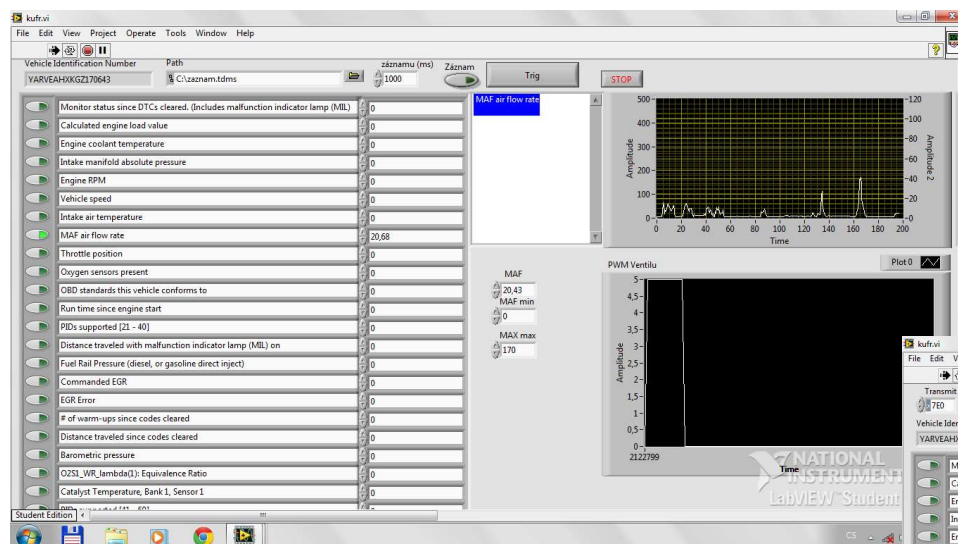 kufr.vi
File Edit View Project Operate Tools Window Help
Vehicle Identification Number Path záznamu (ms) Záznam
YARVEAHXKGZ170643 C:\zaznam.tdms 1000 Trig STOP
Monitor status since DTCs cleared. (Includes malfunction indicator lamp (MIL) 0
Calculated engine load value 0
Engine coolant temperature 0
Intake manifold absolute pressure 0
Engine RPM 0
Vehicle speed 0
Intake air temperature 0
MAF air flow rate 20,68
Throttle position 0
Oxygen sensors present 0
OBD standards this vehicle conforms to 0
Run time since engine start 0
PIDs supported [21 - 40] 0
Distance traveled with malfunction indicator lamp (MIL) on 0
Fuel Rail Pressure (diesel, or gasoline direct inject) 0
Commanded EGR 0
EGR Error 0
# of warm-ups since codes cleared 0
Distance traveled since codes cleared 0
Barometric pressure 0
O2S1_WR_lambda(1): Equivalence Ratio 0
Catalyst Temperature, Bank 1, Sensor 1 0
Student Edition
MAF air flow rate
MAF
20,43
MAF min
0
MAX max
170
500
400
300
200
100
0
Amplitude
120
100
80
60
40
20
0
Amplitude 2
0 20 40 60 80 100 120 140 160 180 200
Time
PWM Ventilu Plot 0
5
4,5
4
3,5
3
2,5
2
1,5
1
0,5
0
Amplitude
2122799
Time
NATIONAL
INSTRUMENT
LabVIEW Student
kufr.vi
File Edit V
Transmit
7E0
Vehicle Ider
YARVEAHX
M
Ca
En
In
En
CS